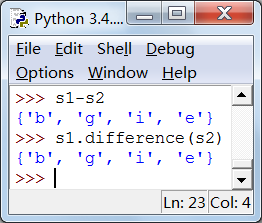 Python 3.4....
File Edit Shell Debug
Options Window Help
>>> s1-s2
{'b', 'g', 'i', 'e'}
>>> s1.difference(s2)
{'b', 'g', 'i', 'e'}
>>>
Ln: 23 Col: 4